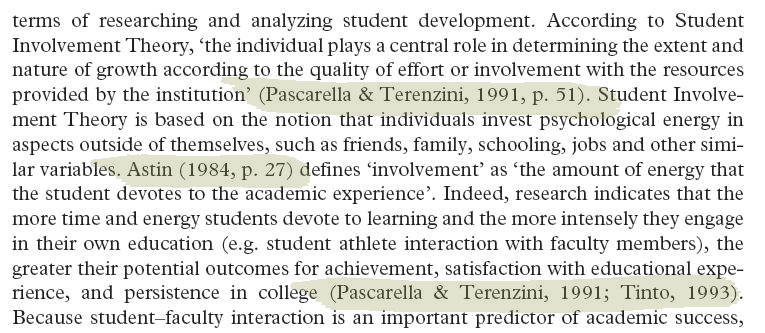 terms of researching and analyzing student development. According to Student
Involvement Theory, ‘the individual plays a central role in determining the extent and
nature of growth according to the quality of effort or involvement with the resources
provided by the institution’ (Pascarella & Terenzini, 1991, p. 51). Student Involve-
ment Theory is based on the notion that individuals invest psychological energy in
aspects outside of themselves, such as friends, family, schooling, jobs and other simi-
lar variables. Astin (1984, p. 27) defines ‘involvement’ as ‘the amount of energy that
the student devotes to the academic experience’. Indeed, research indicates that the
more time and energy students devote to learning and the more intensely they engage
in their own education (e.g. student athlete interaction with faculty members), the
greater their potential outcomes for achievement, satisfaction with educational expe-
rience, and persistence in college (Pascarella & Terenzini, 1991; Tinto, 1993).
Because student–faculty interaction is an important predictor of academic success,